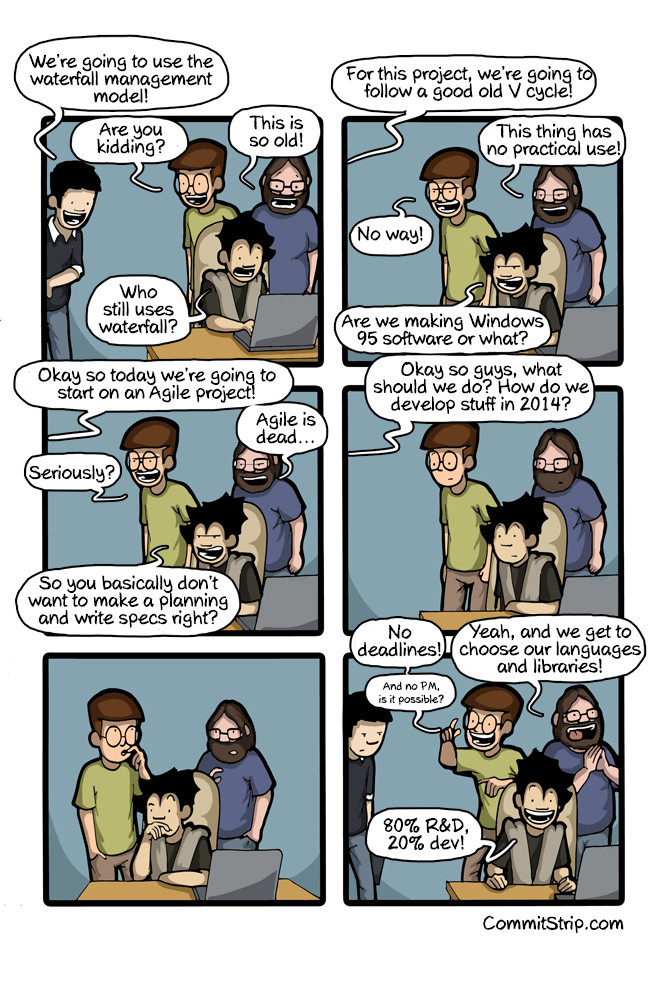 We're going to use the
waterfall management
model!
Are you
kidding?
This is
so old!
Who
still uses
waterfall?
For this project, we're going to
follow a good old V cycle!
This thing has
no practical use!
No way!
Are we making Windows
95 software or what?
Okay so today we're going to
start on an Agile project!
Agile is
dead...
Seriously?
So you basically don't
want to make a planning
and write specs right?
Okay so guys, what
should we do? How do we
develop stuff in 2014?
No
deadlines!
Yeah, and we get to
choose our languages
and libraries!
And no PM,
is it possible?
80% R&D,
20% dev!
CommitStrip.com